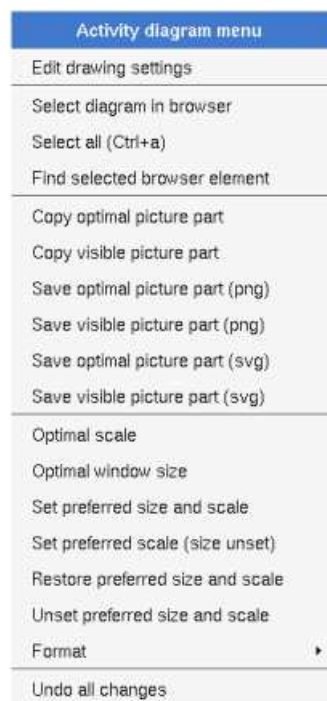 Activity diagram menu
Edit drawing settings
Select diagram in browser
Select all (Ctrl+a)
Find selected browser element
Copy optimal picture part
Copy visible picture part
Save optimal picture part (png)
Save visible picture part (png)
Save optimal picture part (svg)
Save visible picture part (svg)
Optimal scale
Optimal window size
Set preferred size and scale
Set preferred scale (size unset)
Restore preferred size and scale
Unset preferred size and scale
Format
Undo all changes